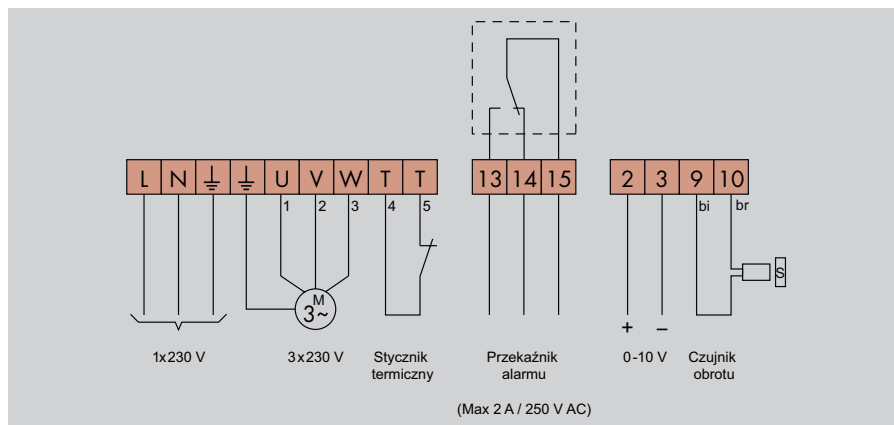 L N ⏚ ⏚ U V W T T
13 14 15
2 3 9 10
1 2 3 4 5
bi br
M
3~
S
+ –
1x230 V
3x230 V
Stycznik
termiczny
Przekaźnik
alarmu
0-10 V
Czujnik
obrotu
(Max 2 A / 250 V AC)